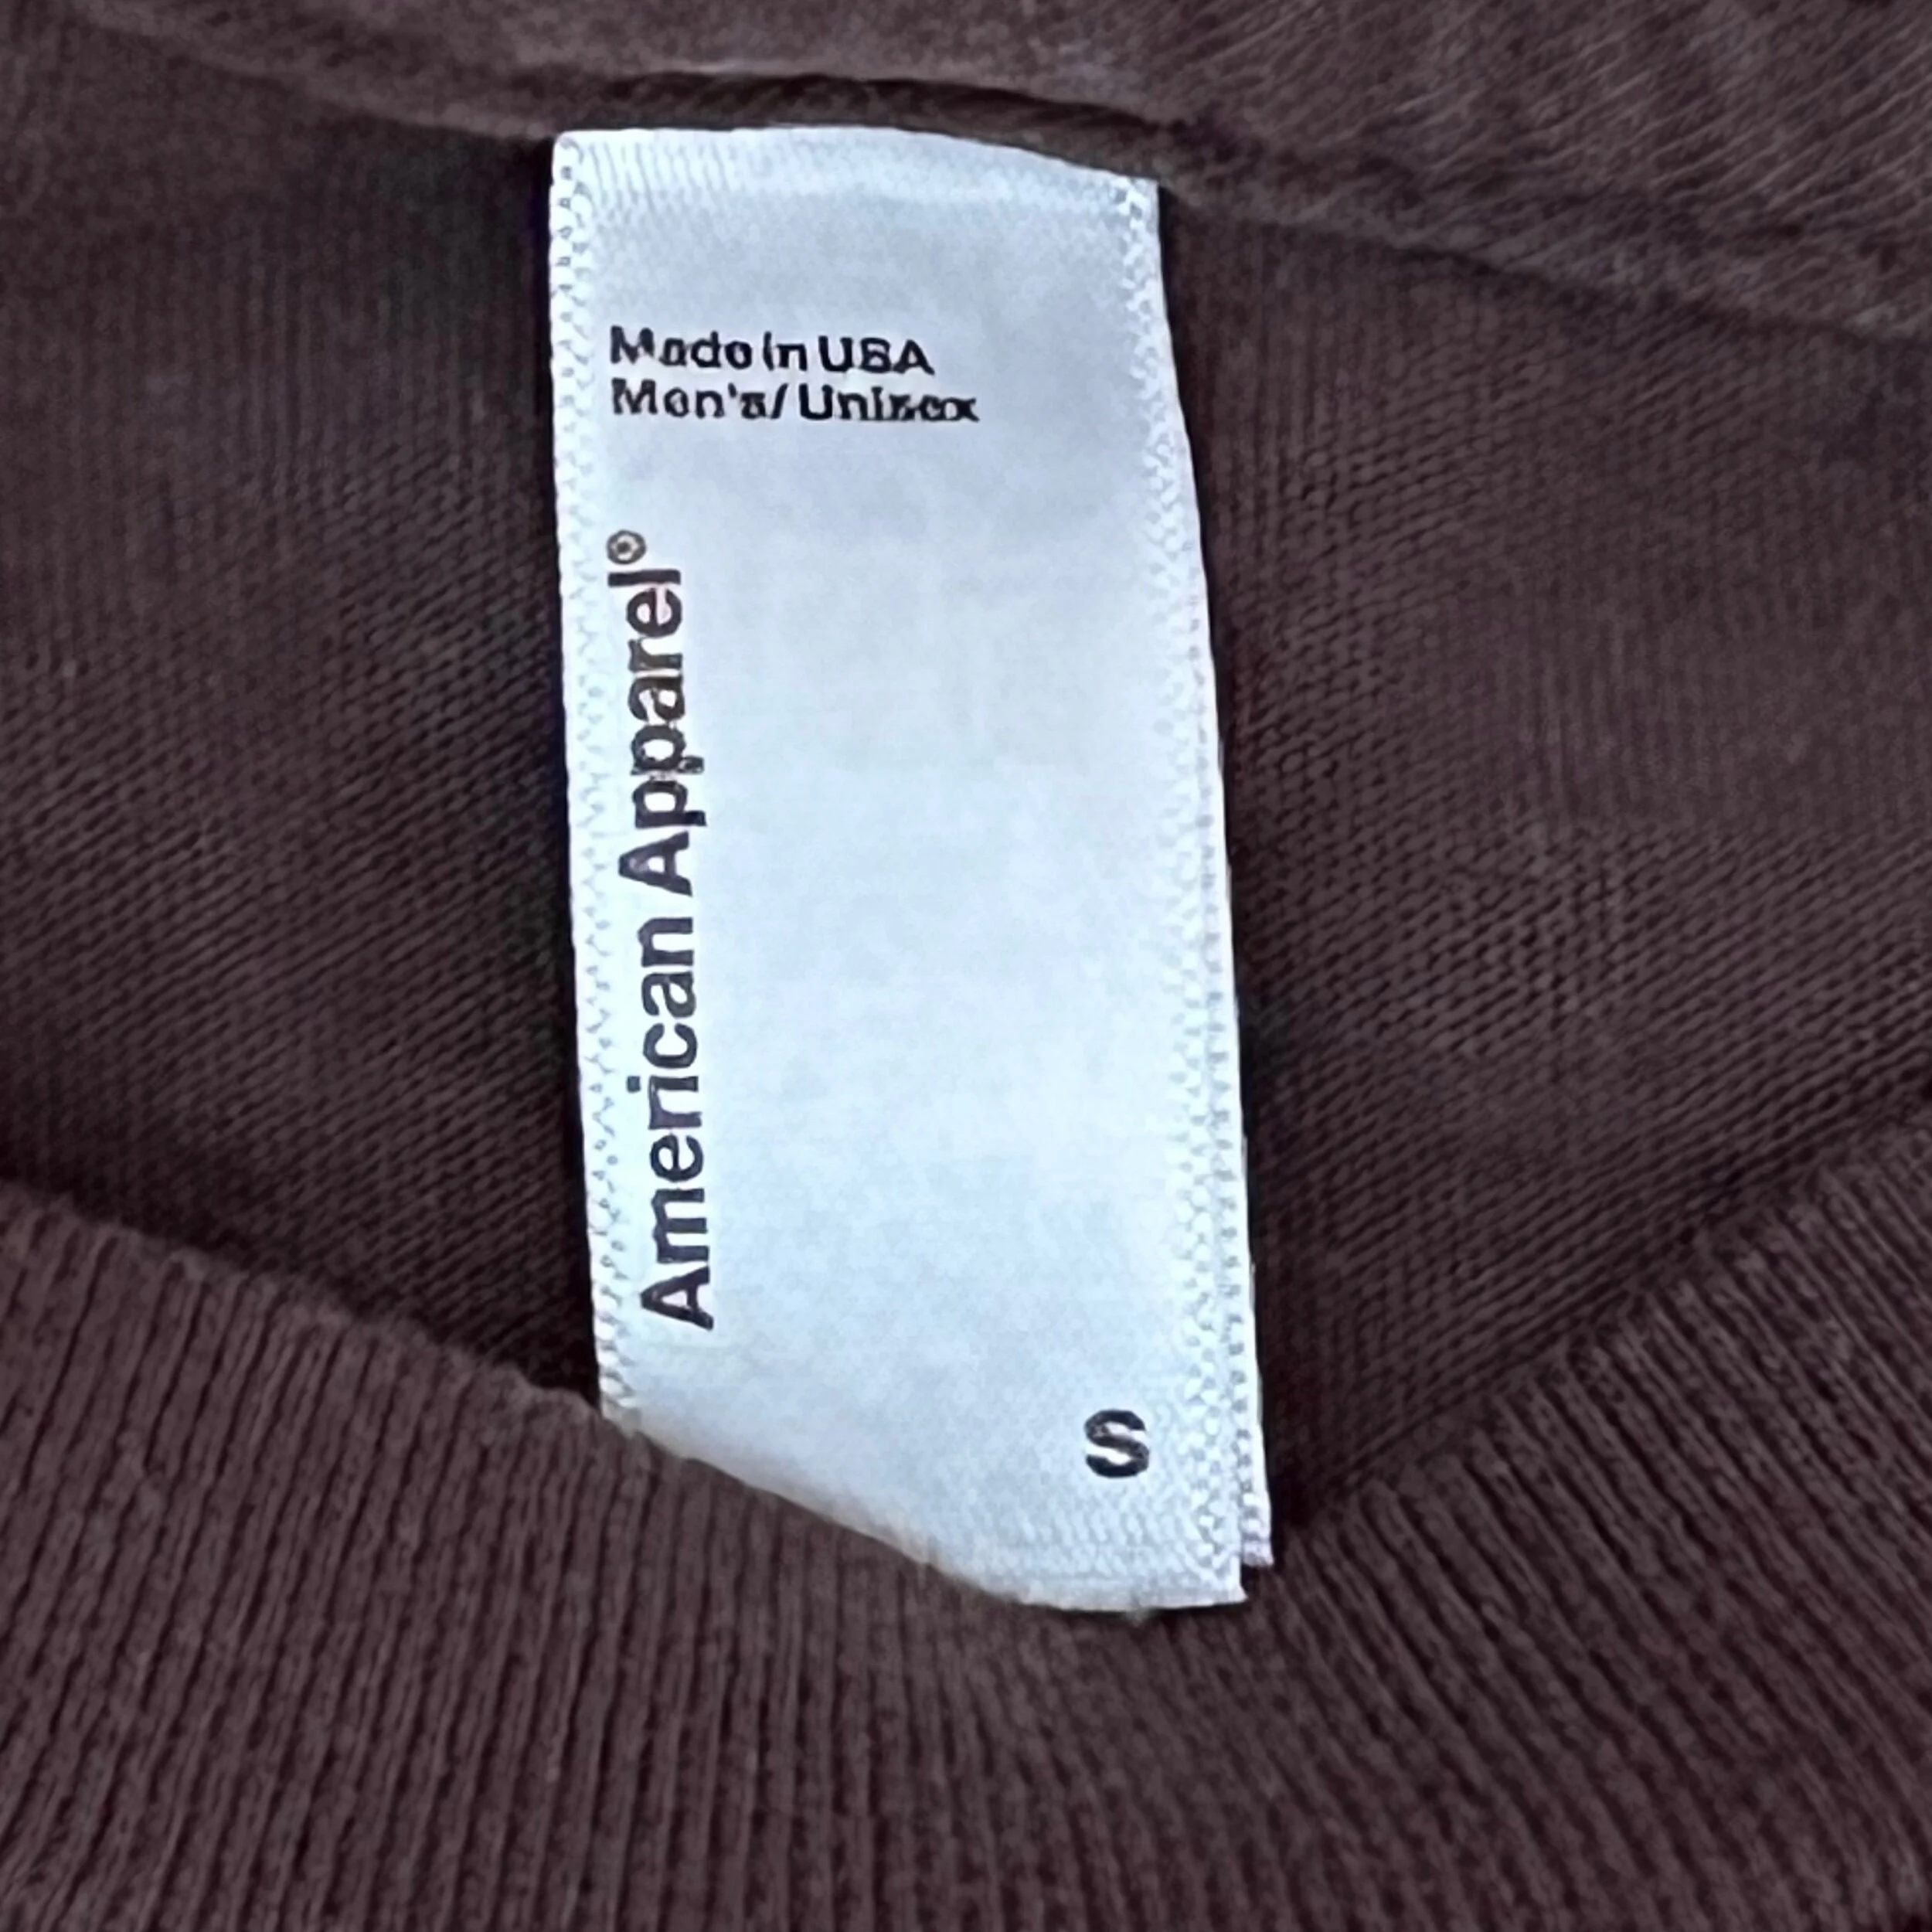 Made in USA
Men's/Unisex
American Apparel®
S